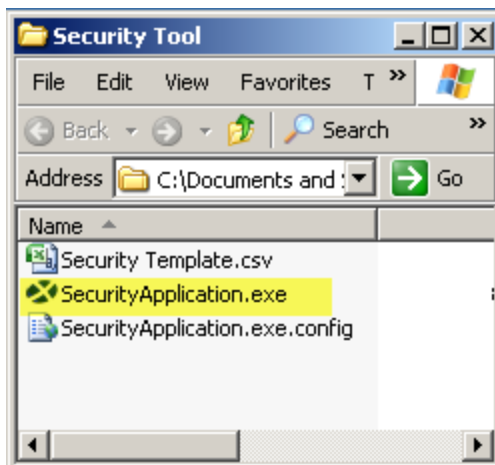 Security Tool
File Edit View Favorites T »
Back Search »
Address C:\Documents and Go
Name
Security Template.csv
SecurityApplication.exe
SecurityApplication.exe.config